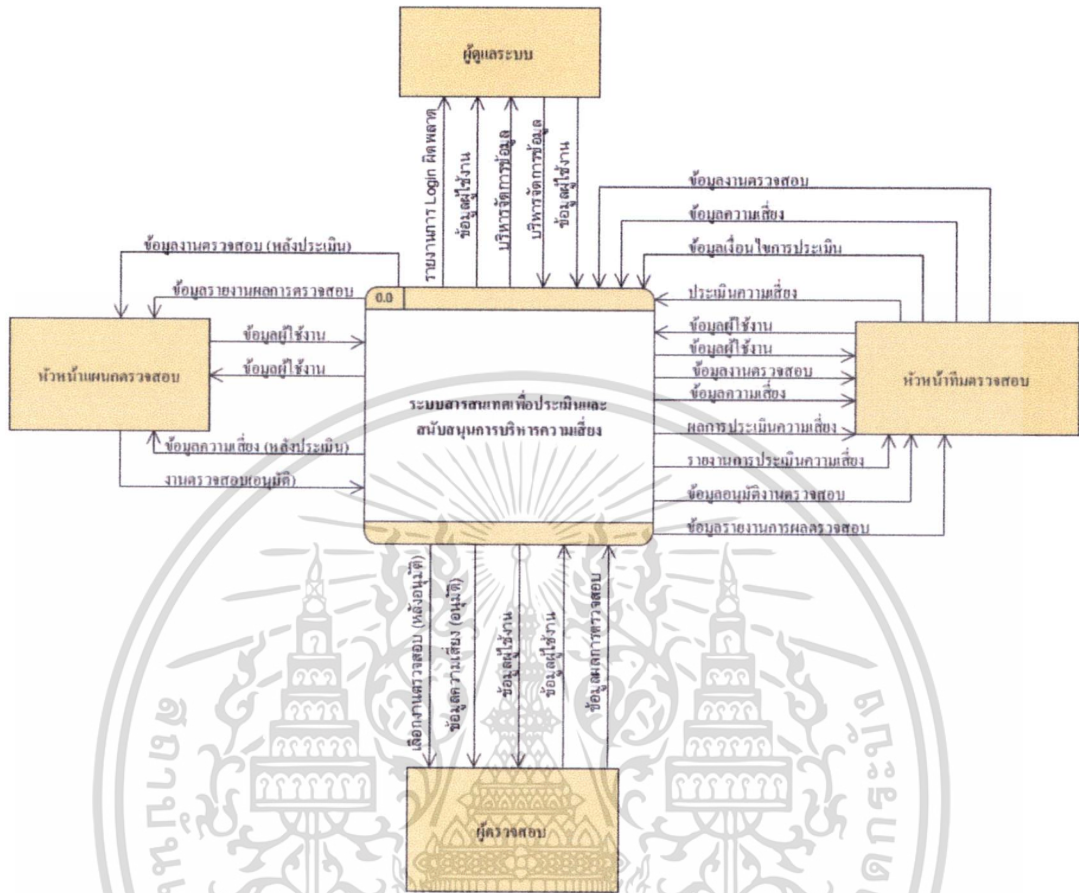 ผู้ดูแลระบบ
รายงานการ Login ผิดพลาด
ข้อมูลผู้ใช้งาน
บริหารจัดการข้อมูล
บริหารจัดการข้อมูล
ข้อมูลผู้ใช้งาน
ข้อมูลงานตรวจสอบ
ข้อมูลความเสี่ยง
ข้อมูลเงื่อนไขการประเมิน
ประเมินความเสี่ยง
ข้อมูลผู้ใช้งาน
ข้อมูลผู้ใช้งาน
ข้อมูลงานตรวจสอบ
ข้อมูลความเสี่ยง
ผลการประเมินความเสี่ยง
รายงานการประเมินความเสี่ยง
ข้อมูลอนุมัติงานตรวจสอบ
ข้อมูลรายงานการผลตรวจสอบ
หัวหน้าทีมตรวจสอบ
ข้อมูลงานตรวจสอบ (หลังประเมิน)
ข้อมูลรายงานผลการตรวจสอบ
ข้อมูลผู้ใช้งาน
ข้อมูลผู้ใช้งาน
หัวหน้าแผนกตรวจสอบ
ข้อมูลความเสี่ยง (หลังประเมิน)
งานตรวจสอบ(อนุมัติ)
0.0
ระบบสารสนเทศเพื่อประเมินและ
สนับสนุนการบริหารความเสี่ยง
เลือกงานตรวจสอบ (หลังอนุมัติ)
ข้อมูลความเสี่ยง (อนุมัติ)
ข้อมูลผู้ใช้งาน
ข้อมูลผู้ใช้งาน
ข้อมูลผลการตรวจสอบ
ผู้ตรวจสอบ